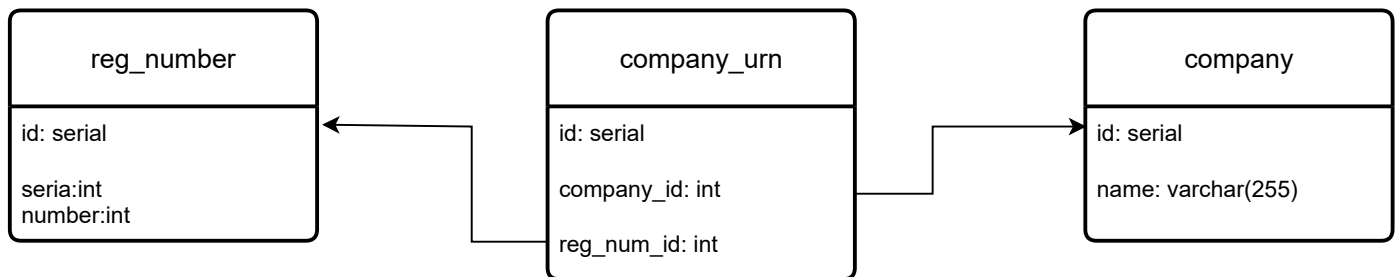 reg_number
id: serial
seria:int
number:int
company_urn
id: serial
company_id: int
reg_num_id: int
company
id: serial
name: varchar(255)